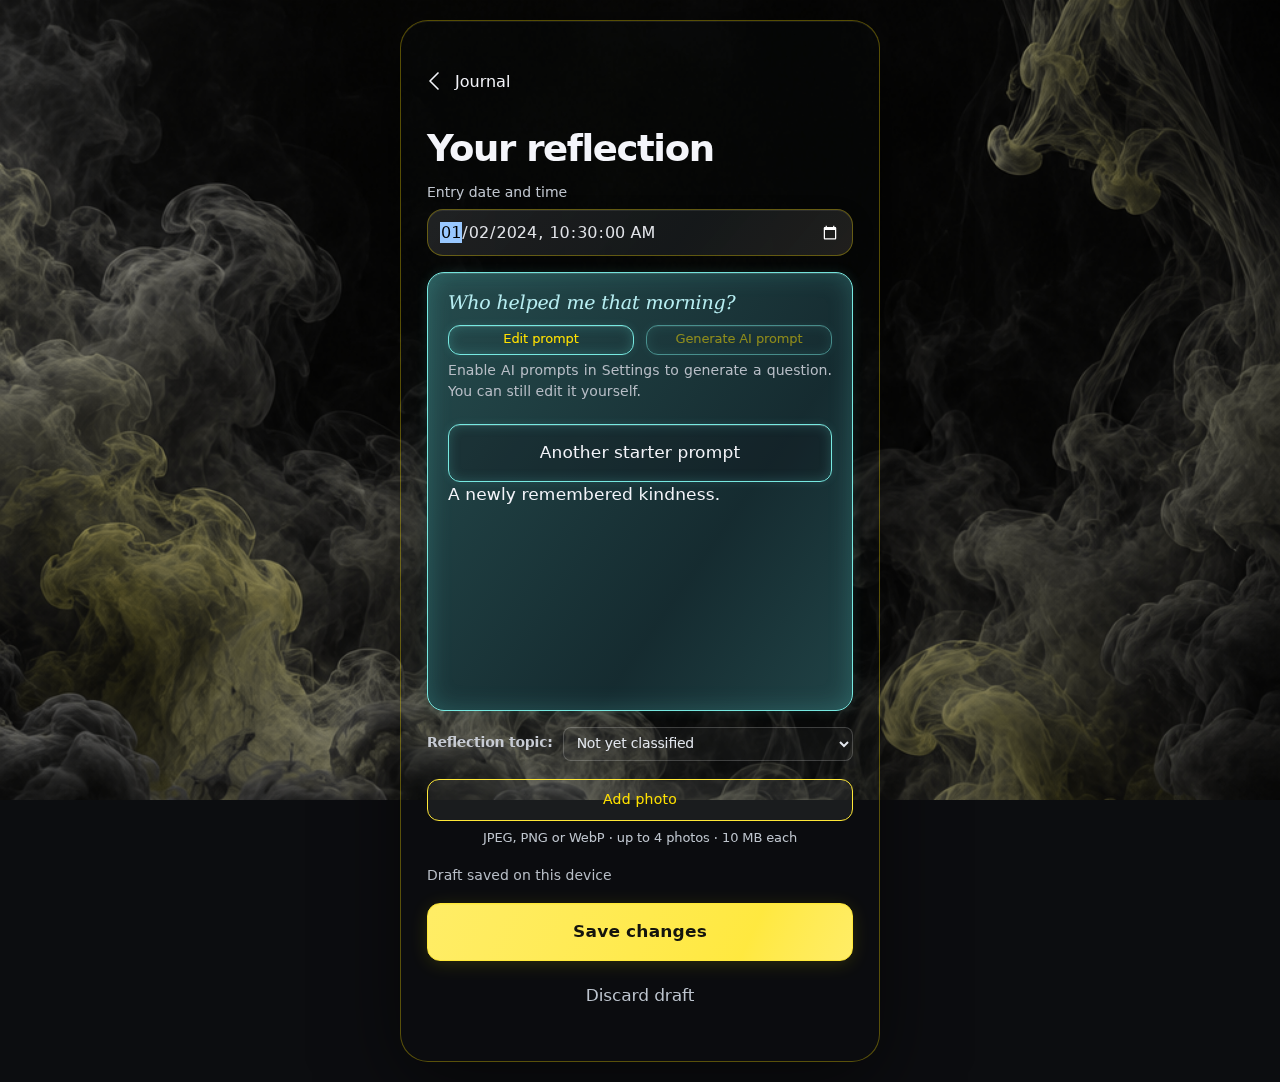 Journal
Your reflection
Entry date and time
01/02/2024, 10:30:00 AM
Who helped me that morning?
Edit prompt
Generate AI prompt
Enable AI prompts in Settings to generate a question.
You can still edit it yourself.
Another starter prompt
A newly remembered kindness.
Reflection topic:
Not yet classified
Add photo
JPEG, PNG or WebP · up to 4 photos · 10 MB each
Draft saved on this device
Save changes
Discard draft